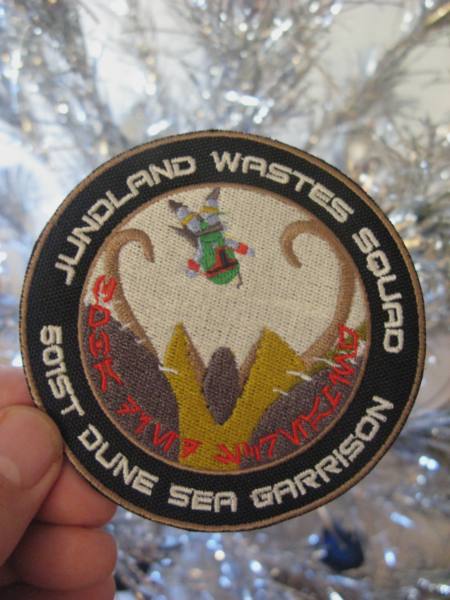 JUNDLAND WASTES SQUAD
501ST DUNE SEA GARRISON